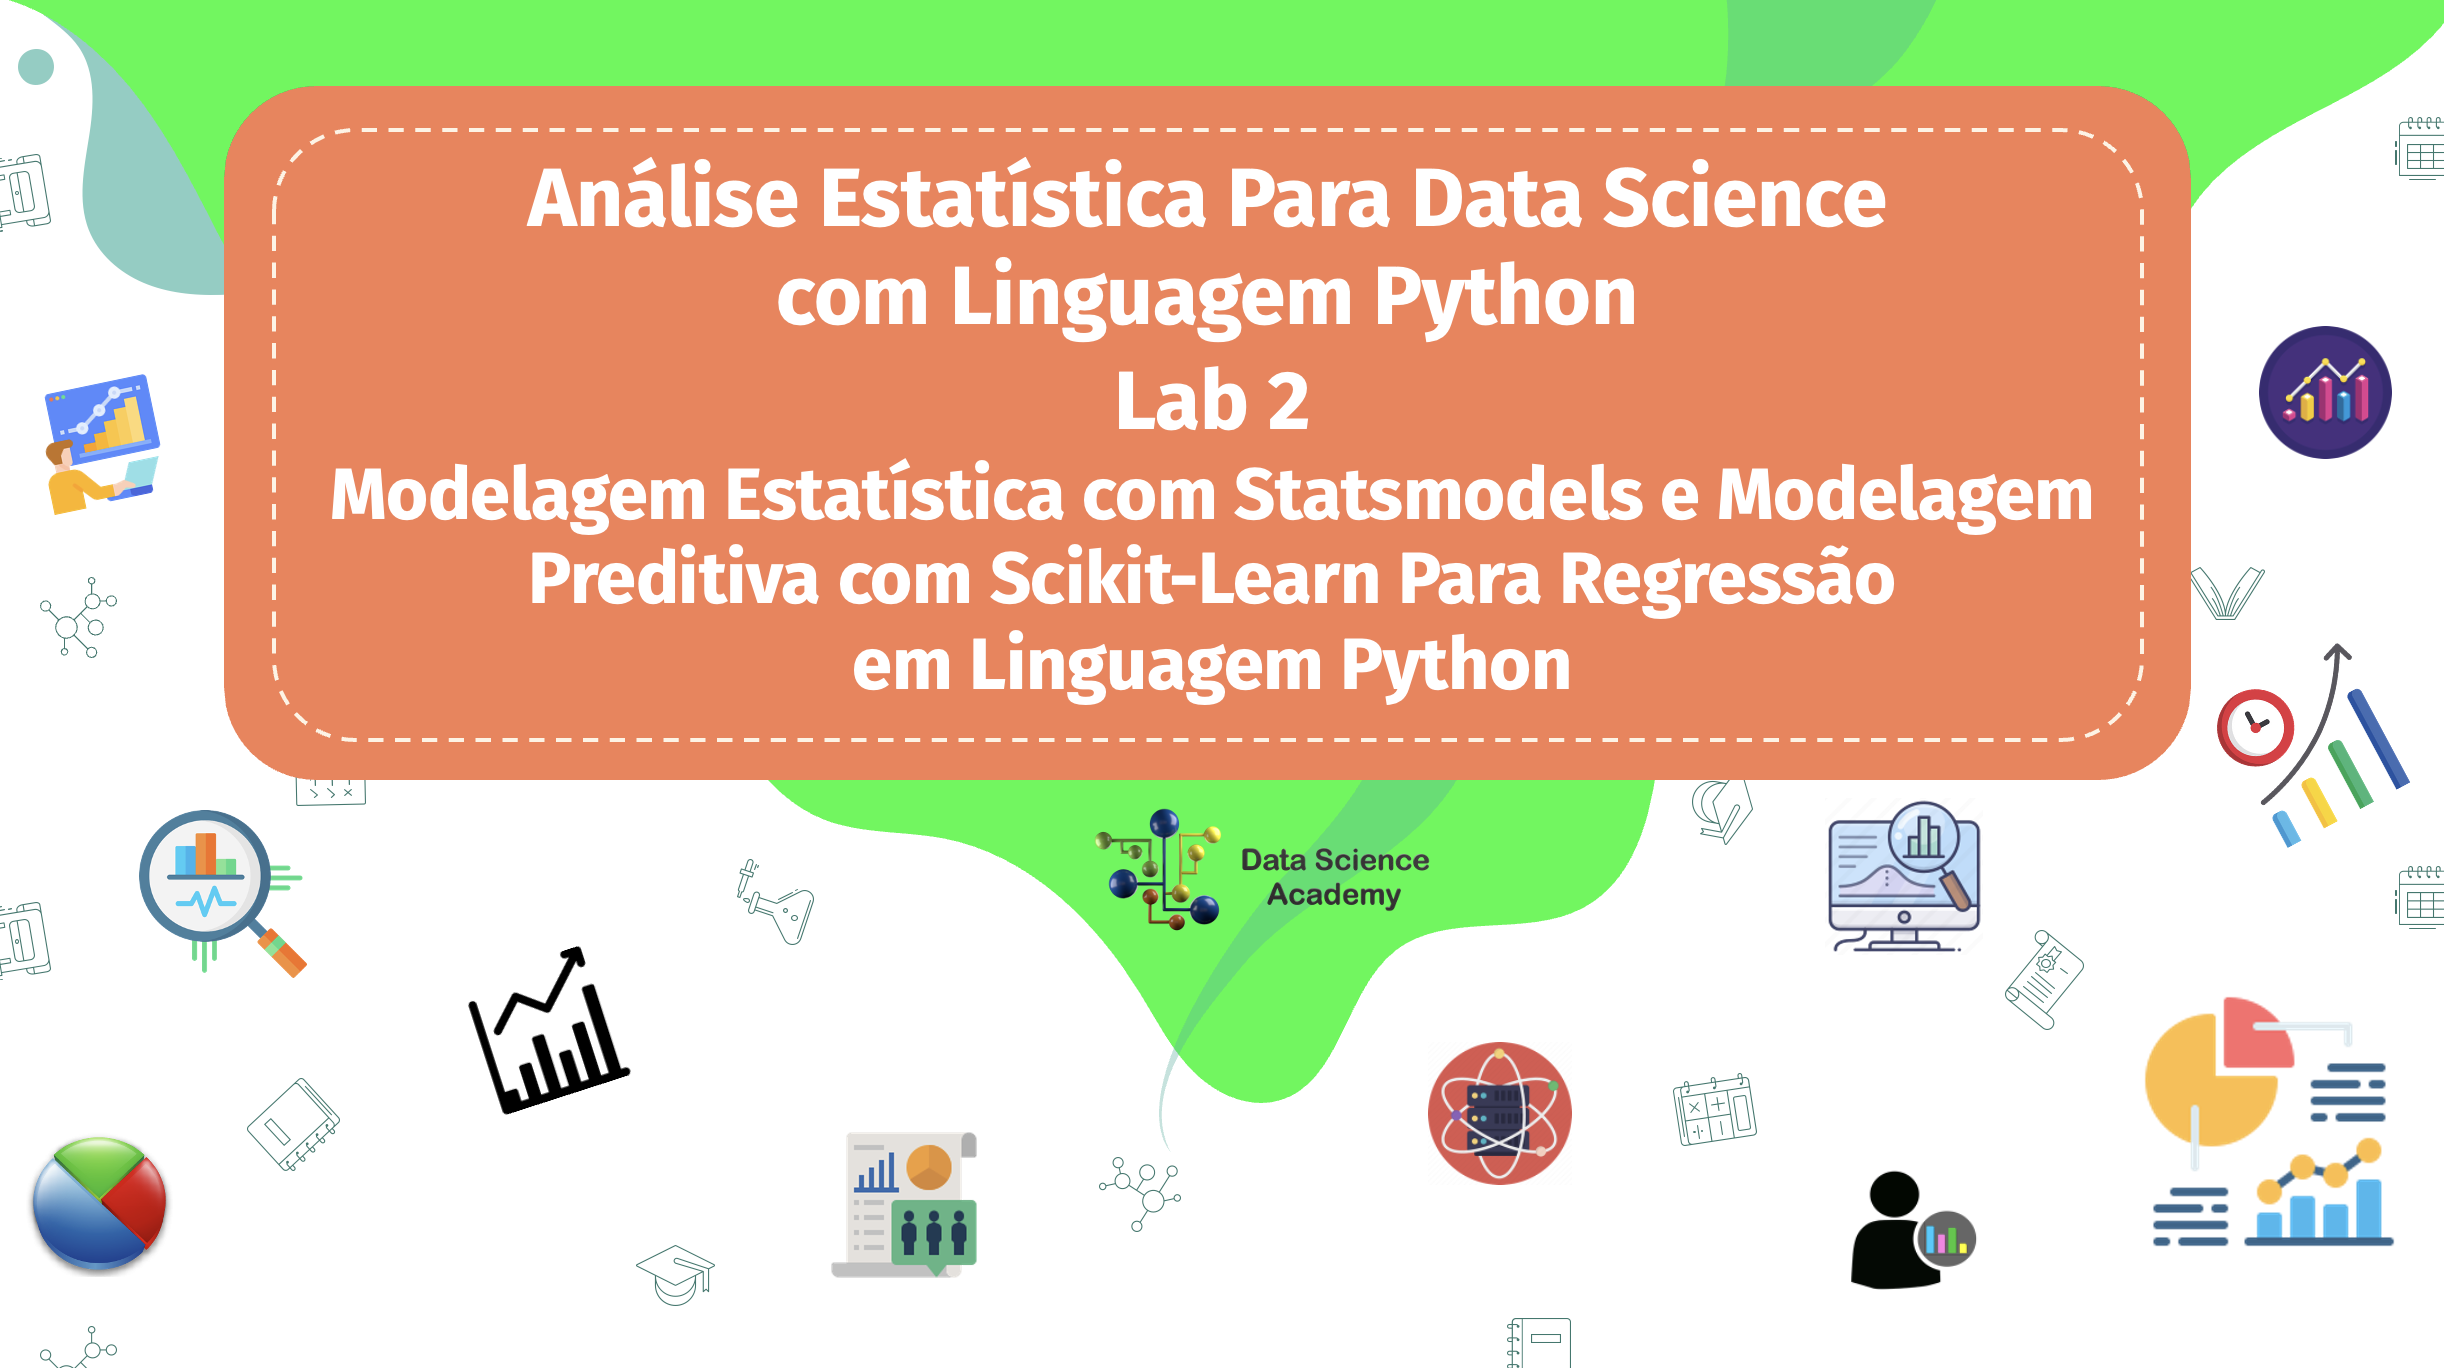 Análise Estatística Para Data Science
com Linguagem Python
Lab 2
Modelagem Estatística com Statsmodels e Modelagem
Preditiva com Scikit-Learn Para Regressão
em Linguagem Python
Data Science
Academy